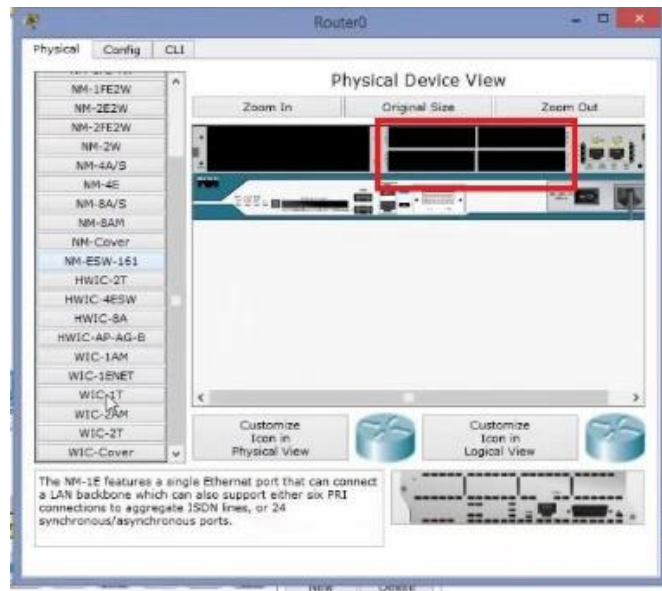 Router0
Physical Config CLI
NM-1FE2W
NM-2E2W
NM-2FE2W
NM-2W
NM-4A/S
NM-4E
NM-8A/S
NM-8AM
NM-Cover
NM-ESW-161
HWIC-2T
HWIC-4ESW
HWIC-8A
HWIC-AP-AG-B
WIC-1AM
WIC-1ENET
WIC-1T
WIC-2AM
WIC-2T
WIC-Cover
Physical Device View
Zoom In Original Size Zoom Out
Customize
Icon in
Physical View
Customize
Icon in
Logical View
The NM-1E features a single Ethernet port that can connect
a LAN backbone which can also support either six PRI
connections to aggregate ISDN lines, or 24
synchronous/asynchronous ports.
New Delete